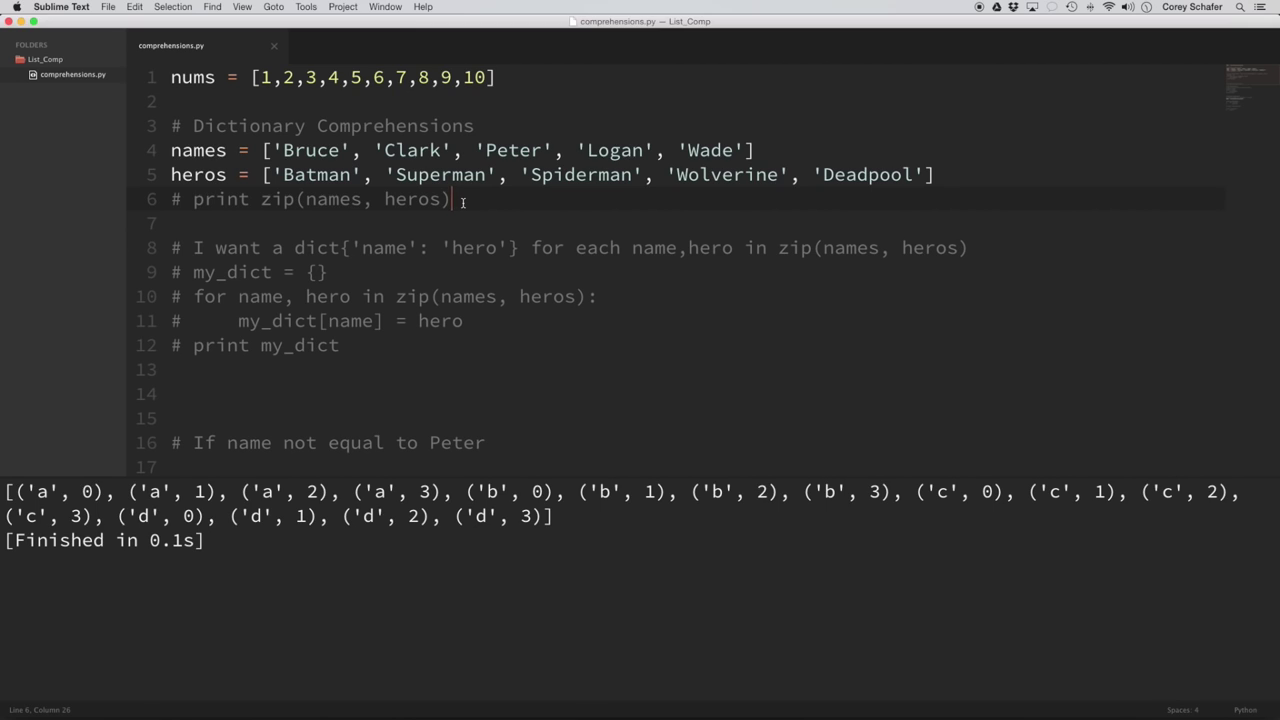 Sublime Text File Edit Selection Find View Goto Tools Project Window Help Corey Schafer
comprehensions.py — List_Comp
FOLDERS
List_Comp
comprehensions.py
comprehensions.py
1 nums = [1,2,3,4,5,6,7,8,9,10]
2
3 # Dictionary Comprehensions
4 names = ['Bruce', 'Clark', 'Peter', 'Logan', 'Wade']
5 heros = ['Batman', 'Superman', 'Spiderman', 'Wolverine', 'Deadpool']
6 # print zip(names, heros)
7
8 # I want a dict{'name': 'hero'} for each name,hero in zip(names, heros)
9 # my_dict = {}
10 # for name, hero in zip(names, heros):
11 #     my_dict[name] = hero
12 # print my_dict
13
14
15
16 # If name not equal to Peter
17
[('a', 0), ('a', 1), ('a', 2), ('a', 3), ('b', 0), ('b', 1), ('b', 2), ('b', 3), ('c', 0), ('c', 1), ('c', 2),
('c', 3), ('d', 0), ('d', 1), ('d', 2), ('d', 3)]
[Finished in 0.1s]
Line 6, Column 26 Spaces: 4 Python